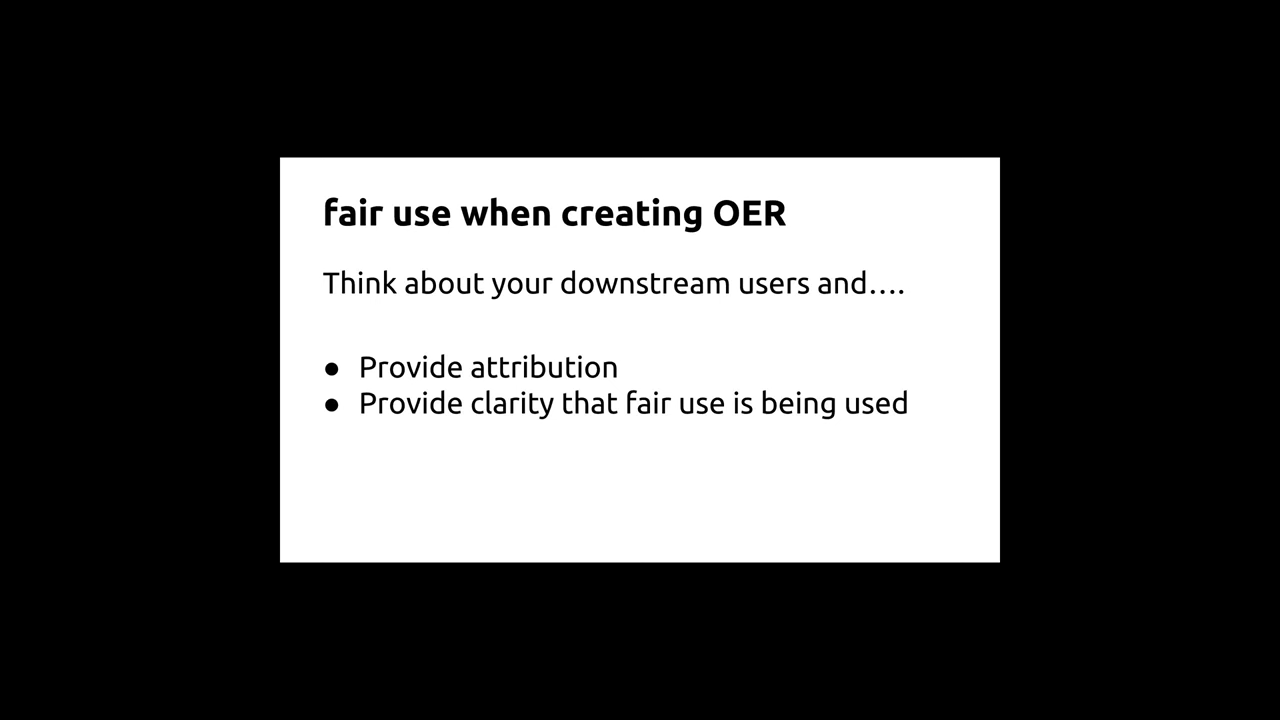 fair use when creating OER
Think about your downstream users and....
● Provide attribution
● Provide clarity that fair use is being used